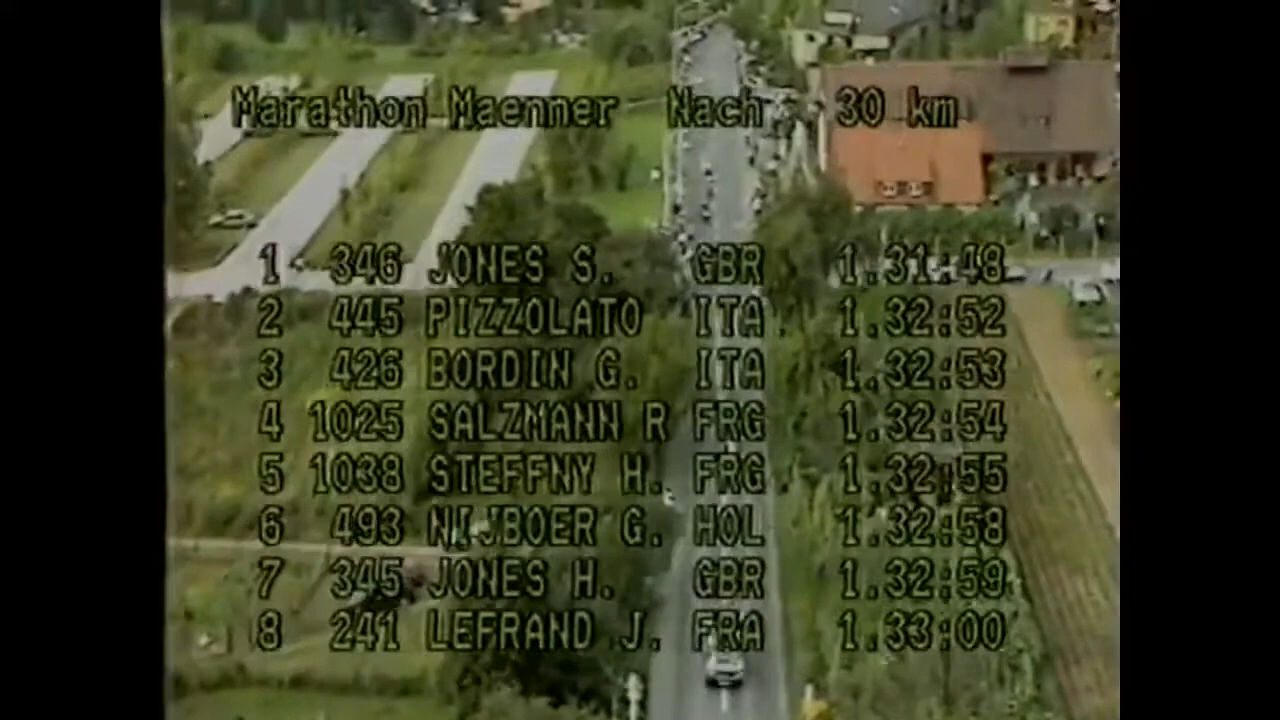 Marathon Maenner Nach 30 km
1 346 JONES S. GBR 1.31:48
2 445 PIZZOLATO ITA 1.32:52
3 426 BORDIN G. ITA 1.32:53
4 1025 SALZMANN R FRG 1.32:54
5 1038 STEFFNY H. FRG 1.32:55
6 493 NIJBOER G. HOL 1.32:58
7 345 JONES H. GBR 1.32:59
8 241 LEFRAND J. FRA 1.33:00